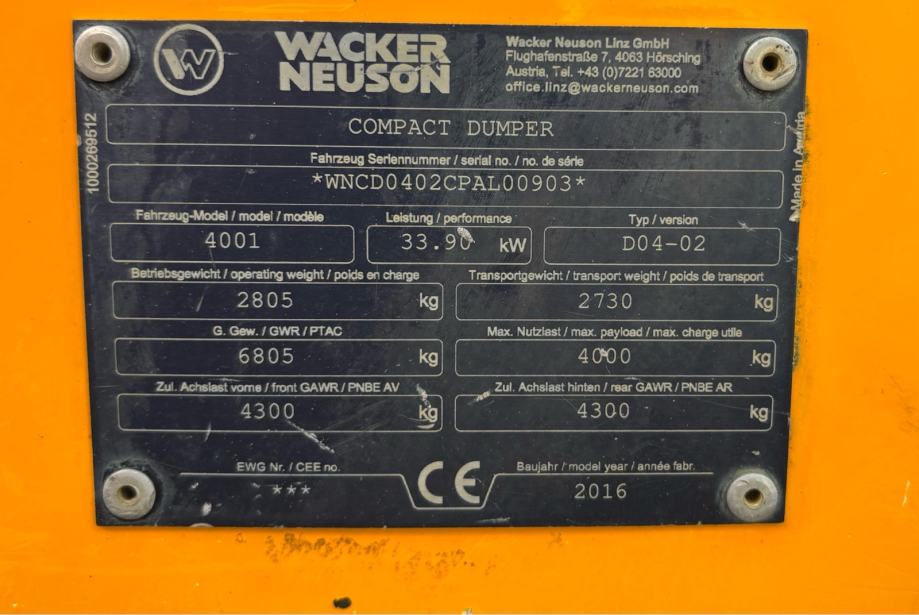 WACKER
NEUSON
Wacker Neuson Linz GmbH
Flughafenstraße 7, 4063 Hörsching
Austria, Tel. +43 (0)7221 63000
office.linz@wackerneuson.com
1000269512
Made in Austria
COMPACT DUMPER
Fahrzeug Seriennummer / serial no. / no. de série
*WNCD0402CPAL00903*
Fahrzeug-Model / model / modèle
4001
Leistung / performance
33.90 kW
Typ / version
D04-02
Betriebsgewicht / operating weight / poids en charge
2805 kg
Transportgewicht / transport weight / poids de transport
2730 kg
G. Gew. / GWR / PTAC
6805 kg
Max. Nutzlast / max. payload / max. charge utile
4000 kg
Zul. Achslast vorne / front GAWR / PNBE AV
4300 kg
Zul. Achslast hinten / rear GAWR / PNBE AR
4300 kg
EWG Nr. / CEE no.
***
CE
Baujahr / model year / année fabr.
2016